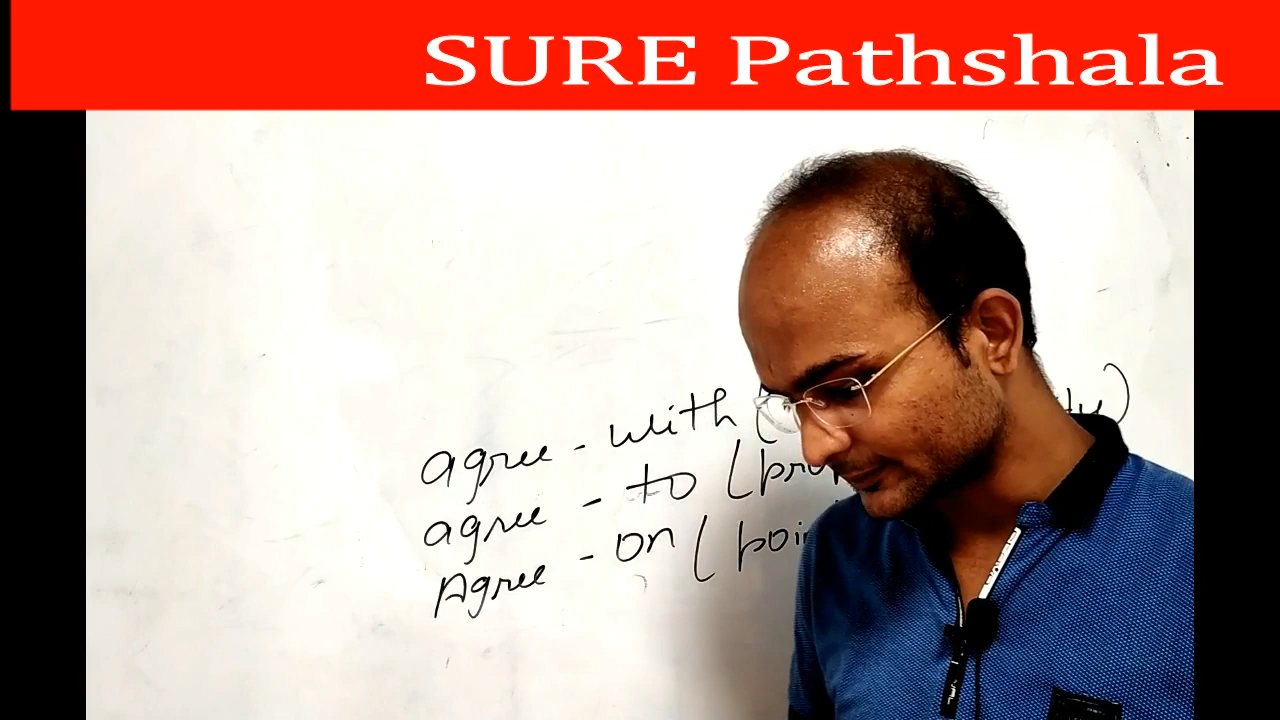 SURE Pathshala
agree - with (
agree - to (
Agree - on (